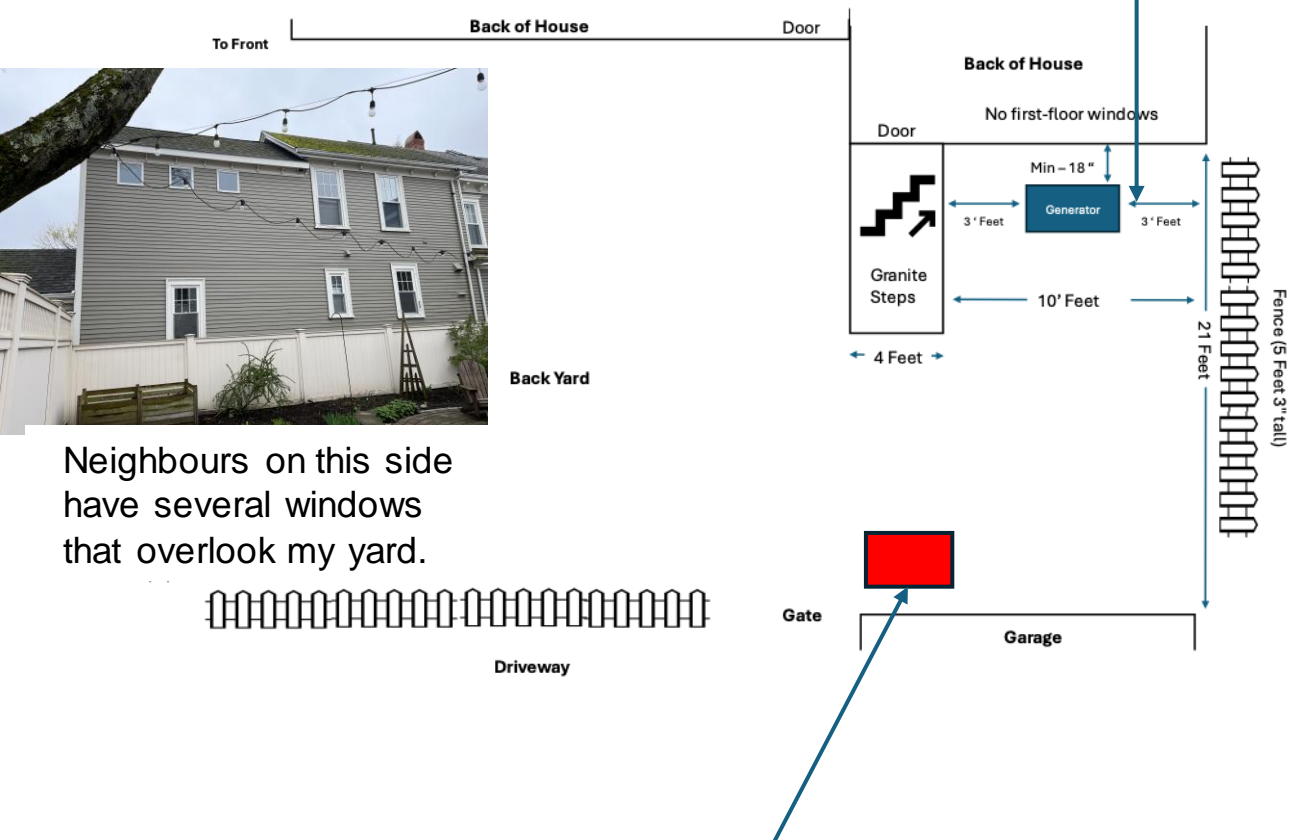 Back of House
Door
To Front
Back of House
No first-floor windows
Door
Min – 18 "
Generator
3 ' Feet
3 ' Feet
Granite
Steps
10' Feet
4 Feet
21 Feet
Fence (5 Feet 3" tall)
Back Yard
Neighbours on this side
have several windows
that overlook my yard.
Gate
Garage
Driveway